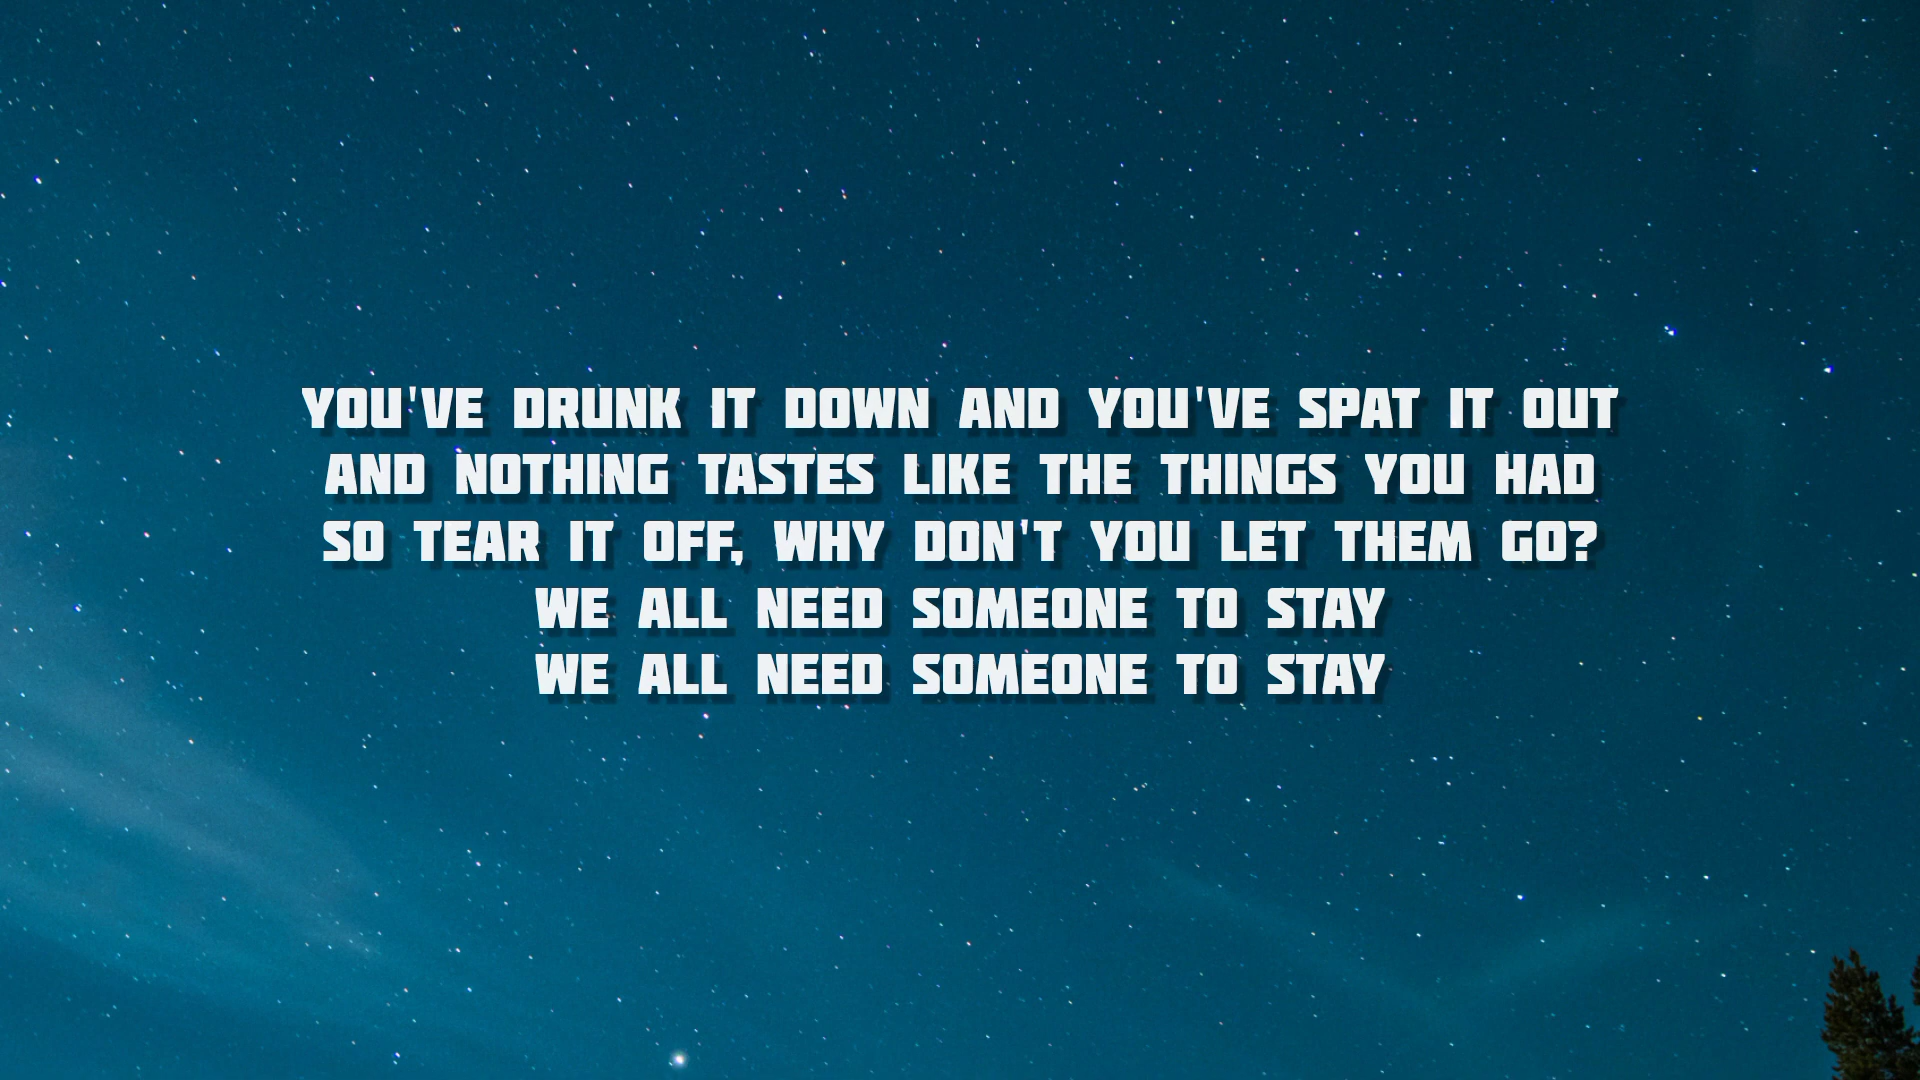 YOU'VE DRUNK IT DOWN AND YOU'VE SPAT IT OUT
AND NOTHING TASTES LIKE THE THINGS YOU HAD
SO TEAR IT OFF, WHY DON'T YOU LET THEM GO?
WE ALL NEED SOMEONE TO STAY
WE ALL NEED SOMEONE TO STAY